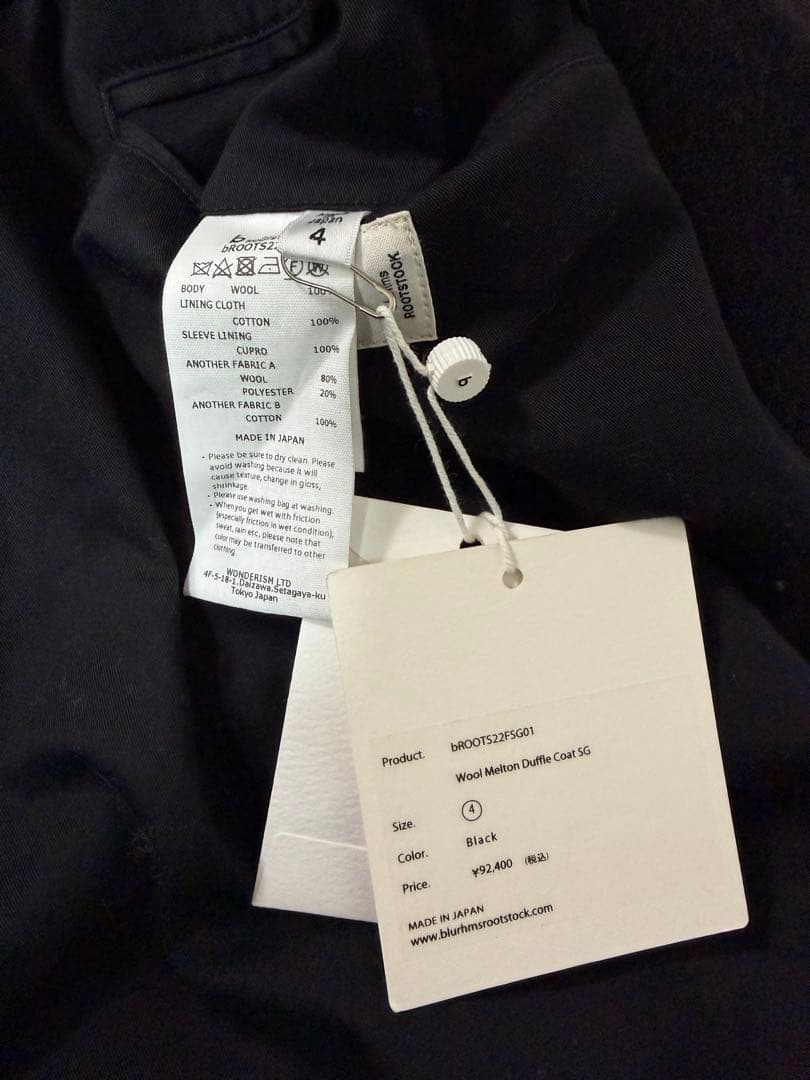 Japan
4
bROOTS22
BODY WOOL 100%
LINING CLOTH
COTTON 100%
SLEEVE LINING
CUPRO 100%
ANOTHER FABRIC A
WOOL 80%
POLYESTER 20%
ANOTHER FABRIC B
COTTON 100%
MADE IN JAPAN
・Please be sure to dry clean. Please
avoid washing because it will
cause texture, change in gloss,
shrinkage.
・Please use washing bag at washing.
・When you get wet with friction
(especially friction in wet condition),
sweat, rain etc, please note that
color may be transferred to other
clothing.
WONDERISM LTD
4F-5-18-1.Daizawa.Setagaya-ku
Tokyo Japan
ROOTSTOCK
b
Product. bROOTS22FSG01
Wool Melton Duffle Coat SG
Size. 4
Color. Black
Price. ¥92,400 (税込)
MADE IN JAPAN
www.blurhmsrootstock.com